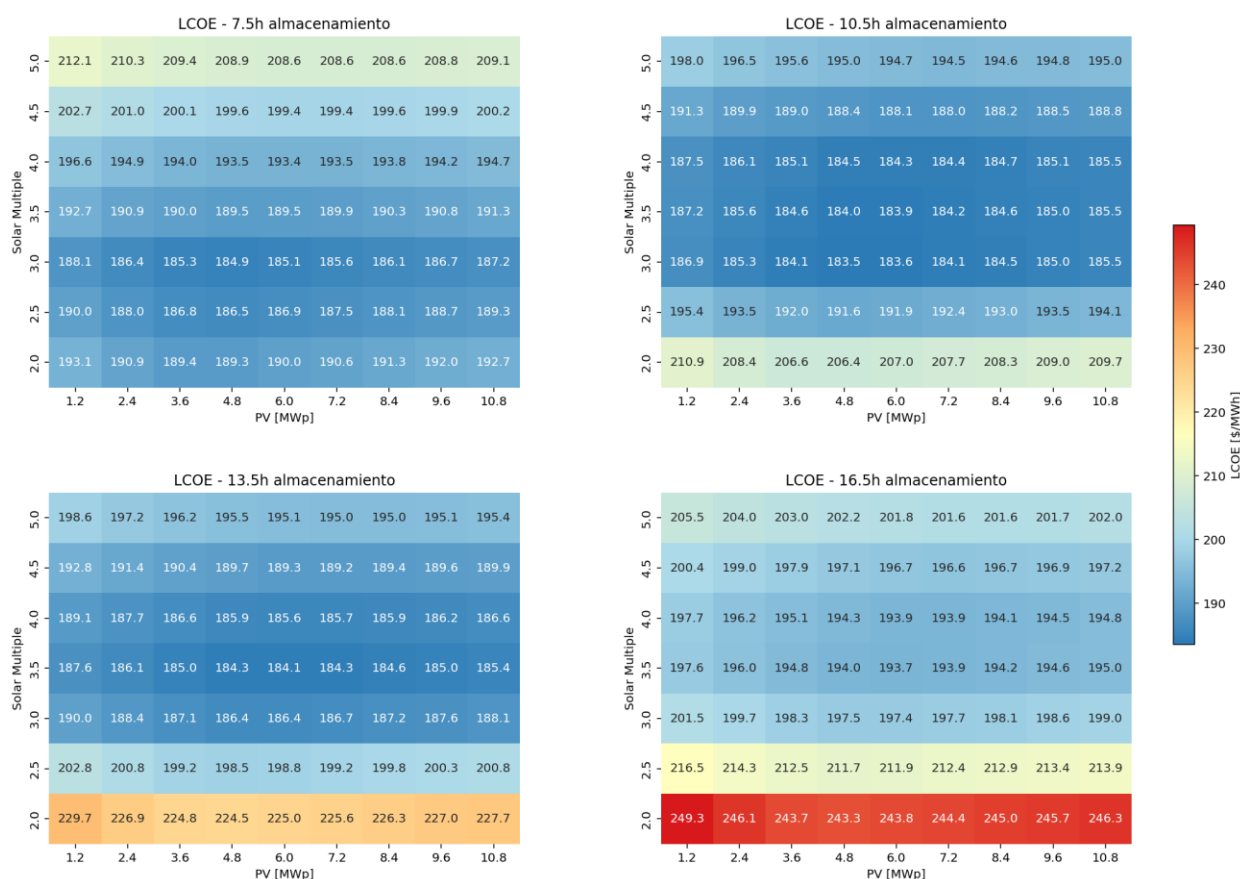 LCOE - 7.5h almacenamiento
Solar Multiple
5.0 212.1 210.3 209.4 208.9 208.6 208.6 208.6 208.8 209.1
4.5 202.7 201.0 200.1 199.6 199.4 199.4 199.6 199.9 200.2
4.0 196.6 194.9 194.0 193.5 193.4 193.5 193.8 194.2 194.7
3.5 192.7 190.9 190.0 189.5 189.5 189.9 190.3 190.8 191.3
3.0 188.1 186.4 185.3 184.9 185.1 185.6 186.1 186.7 187.2
2.5 190.0 188.0 186.8 186.5 186.9 187.5 188.1 188.7 189.3
2.0 193.1 190.9 189.4 189.3 190.0 190.6 191.3 192.0 192.7
1.2 2.4 3.6 4.8 6.0 7.2 8.4 9.6 10.8
PV [MWp]
LCOE - 10.5h almacenamiento
Solar Multiple
5.0 198.0 196.5 195.6 195.0 194.7 194.5 194.6 194.8 195.0
4.5 191.3 189.9 189.0 188.4 188.1 188.0 188.2 188.5 188.8
4.0 187.5 186.1 185.1 184.5 184.3 184.4 184.7 185.1 185.5
3.5 187.2 185.6 184.6 184.0 183.9 184.2 184.6 185.0 185.5
3.0 186.9 185.3 184.1 183.5 183.6 184.1 184.5 185.0 185.5
2.5 195.4 193.5 192.0 191.6 191.9 192.4 193.0 193.5 194.1
2.0 210.9 208.4 206.6 206.4 207.0 207.7 208.3 209.0 209.7
1.2 2.4 3.6 4.8 6.0 7.2 8.4 9.6 10.8
PV [MWp]
LCOE - 13.5h almacenamiento
Solar Multiple
5.0 198.6 197.2 196.2 195.5 195.1 195.0 195.0 195.1 195.4
4.5 192.8 191.4 190.4 189.7 189.3 189.2 189.4 189.6 189.9
4.0 189.1 187.7 186.6 185.9 185.6 185.7 185.9 186.2 186.6
3.5 187.6 186.1 185.0 184.3 184.1 184.3 184.6 185.0 185.4
3.0 190.0 188.4 187.1 186.4 186.4 186.7 187.2 187.6 188.1
2.5 202.8 200.8 199.2 198.5 198.8 199.2 199.8 200.3 200.8
2.0 229.7 226.9 224.8 224.5 225.0 225.6 226.3 227.0 227.7
1.2 2.4 3.6 4.8 6.0 7.2 8.4 9.6 10.8
PV [MWp]
LCOE - 16.5h almacenamiento
Solar Multiple
5.0 205.5 204.0 203.0 202.2 201.8 201.6 201.6 201.7 202.0
4.5 200.4 199.0 197.9 197.1 196.7 196.6 196.7 196.9 197.2
4.0 197.7 196.2 195.1 194.3 193.9 193.9 194.1 194.5 194.8
3.5 197.6 196.0 194.8 194.0 193.7 193.9 194.2 194.6 195.0
3.0 201.5 199.7 198.3 197.5 197.4 197.7 198.1 198.6 199.0
2.5 216.5 214.3 212.5 211.7 211.9 212.4 212.9 213.4 213.9
2.0 249.3 246.1 243.7 243.3 243.8 244.4 245.0 245.7 246.3
1.2 2.4 3.6 4.8 6.0 7.2 8.4 9.6 10.8
PV [MWp]
240
230
220
210
200
190
LCOE [$/MWh]